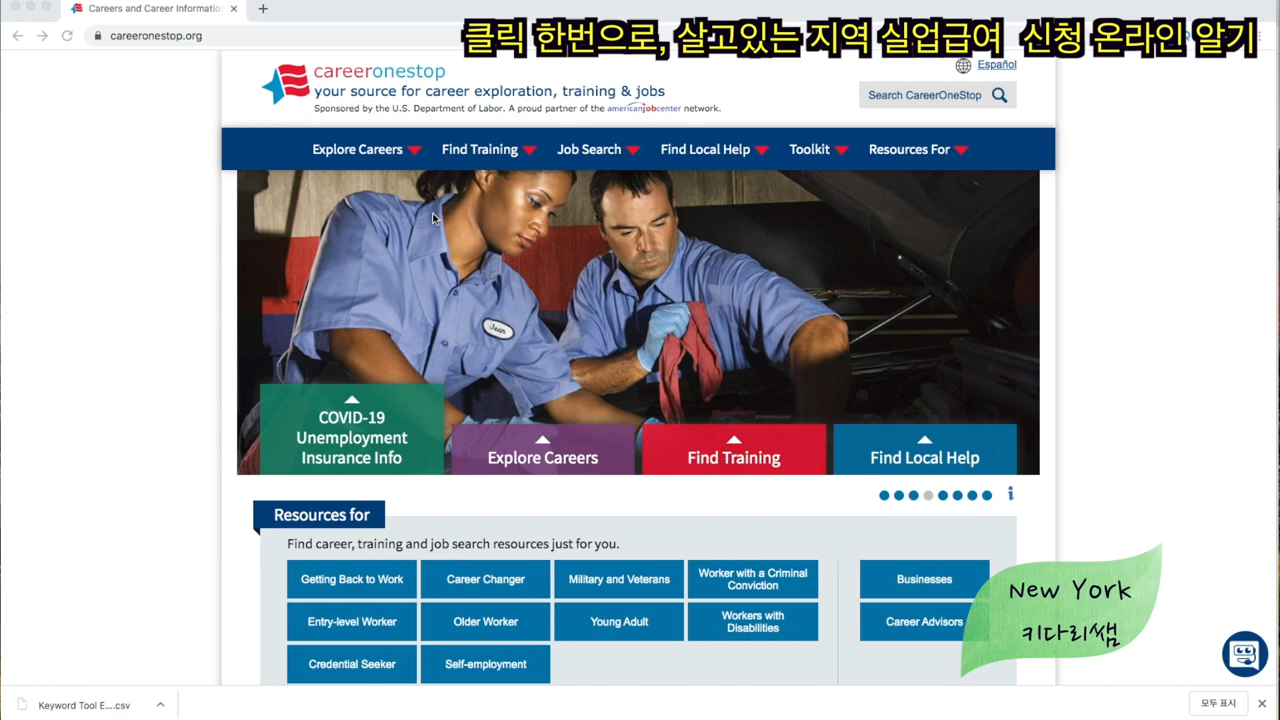 Careers and Career Informatio
careeronestop.org
클릭 한번으로, 살고있는 지역 실업급여 신청 온라인 알기
careeronestop
your source for career exploration, training & jobs
Sponsored by the U.S. Department of Labor. A proud partner of the americanjobcenter network.
Español
Search CareerOneStop
Explore Careers
Find Training
Job Search
Find Local Help
Toolkit
Resources For
Jean
COVID-19
Unemployment
Insurance Info
Explore Careers
Find Training
Find Local Help
i
Resources for
Find career, training and job search resources just for you.
Getting Back to Work
Career Changer
Military and Veterans
Worker with a Criminal
Conviction
Businesses
Entry-level Worker
Older Worker
Young Adult
Workers with
Disabilities
Career Advisors
Credential Seeker
Self-employment
New York
키다리쌤
Keyword Tool E....csv
모두 표시